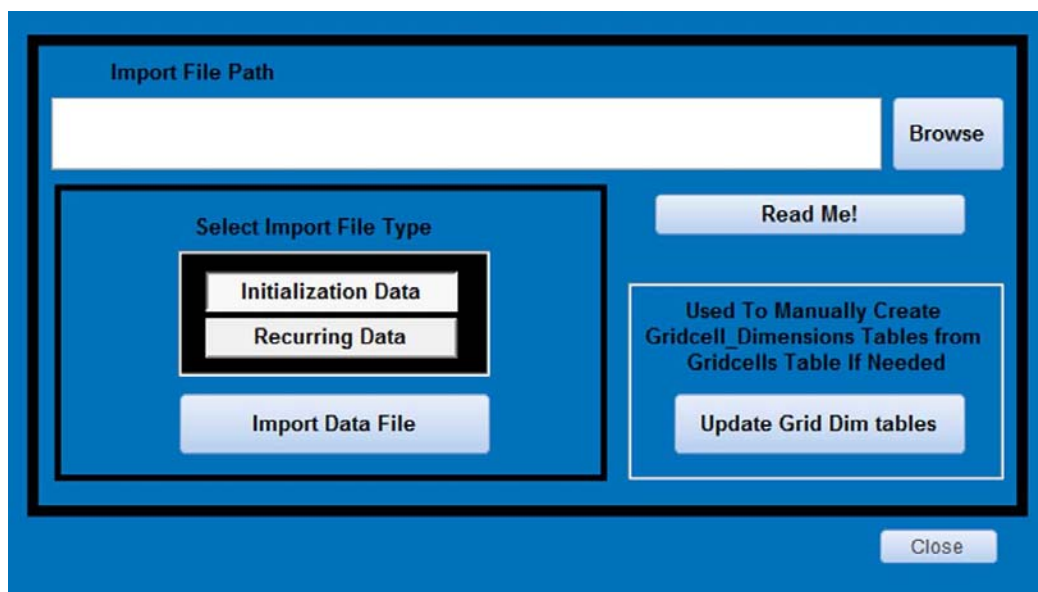 Import File Path
Browse
Select Import File Type
Initialization Data
Recurring Data
Import Data File
Read Me!
Used To Manually Create
Gridcell_Dimensions Tables from
Gridcells Table If Needed
Update Grid Dim tables
Close